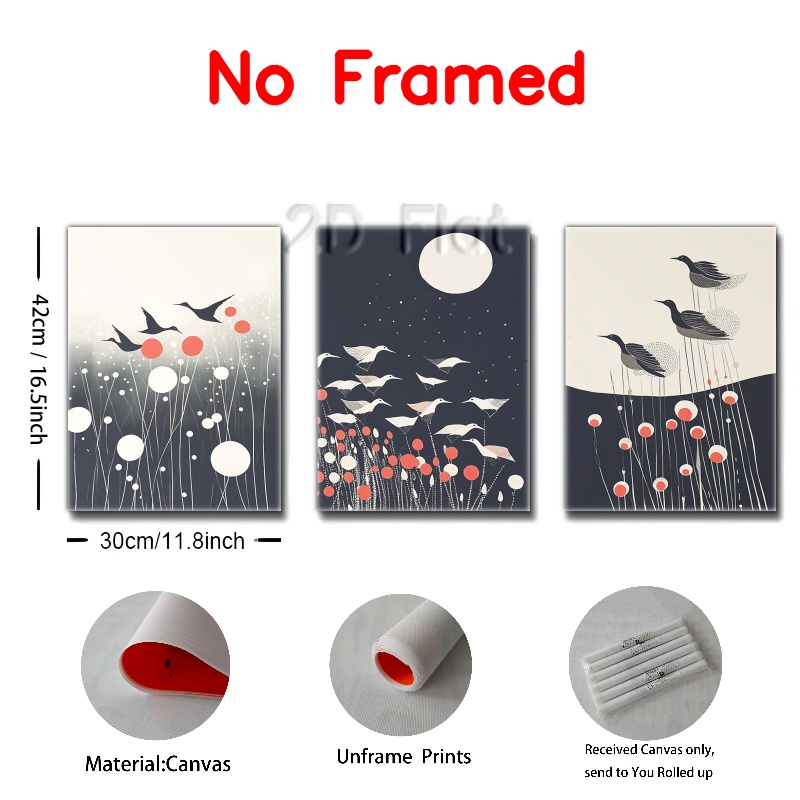 No Framed
2D Flat
42cm / 16.5inch
30cm/11.8inch
Material:Canvas
Unframe Prints
Received Canvas only,
send to You Rolled up